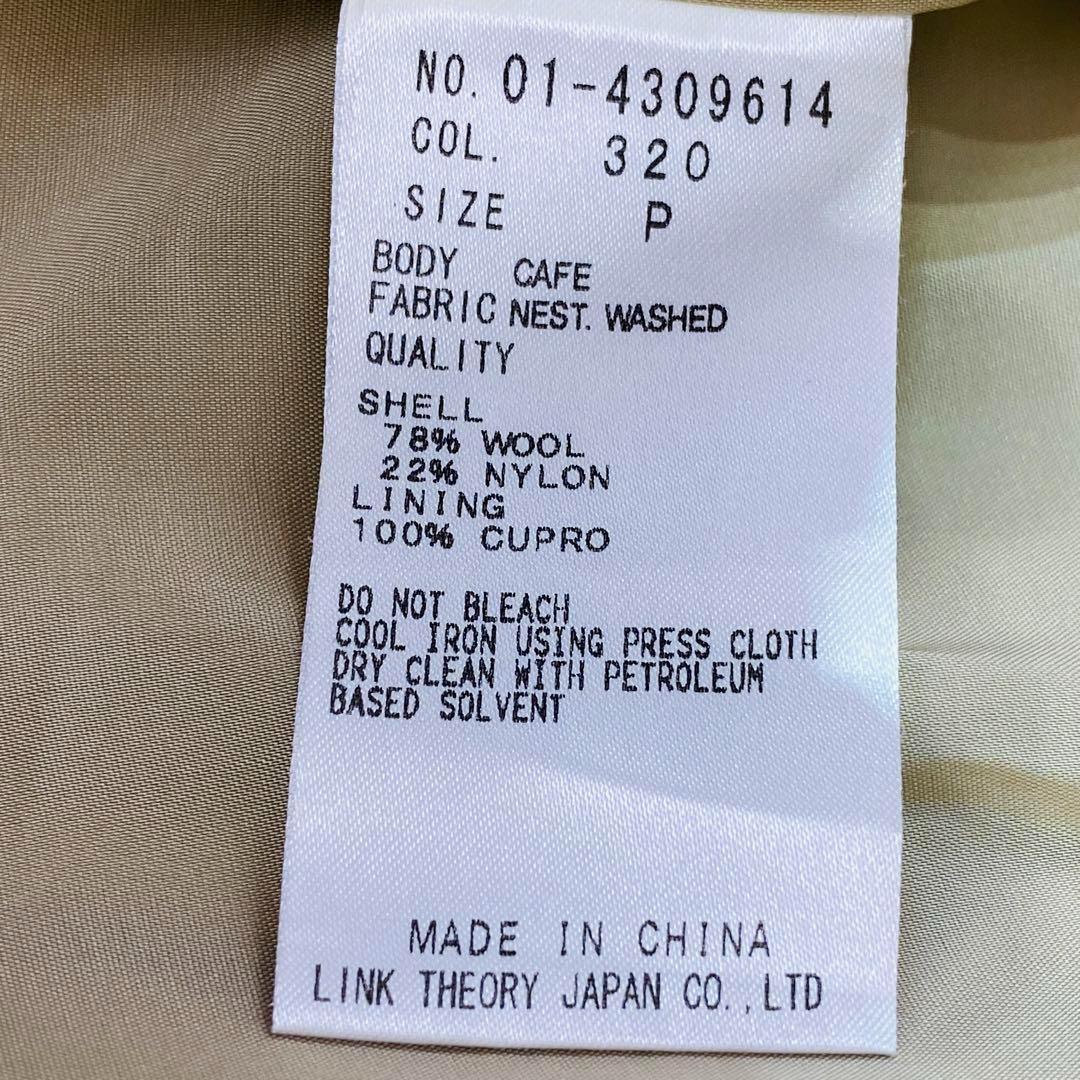 NO. 01-4309614
COL. 320
SIZE P
BODY CAFE
FABRIC NEST. WASHED
QUALITY
SHELL
78% WOOL
22% NYLON
LINING
100% CUPRO
DO NOT BLEACH
COOL IRON USING PRESS CLOTH
DRY CLEAN WITH PETROLEUM
BASED SOLVENT
MADE IN CHINA
LINK THEORY JAPAN CO.,LTD